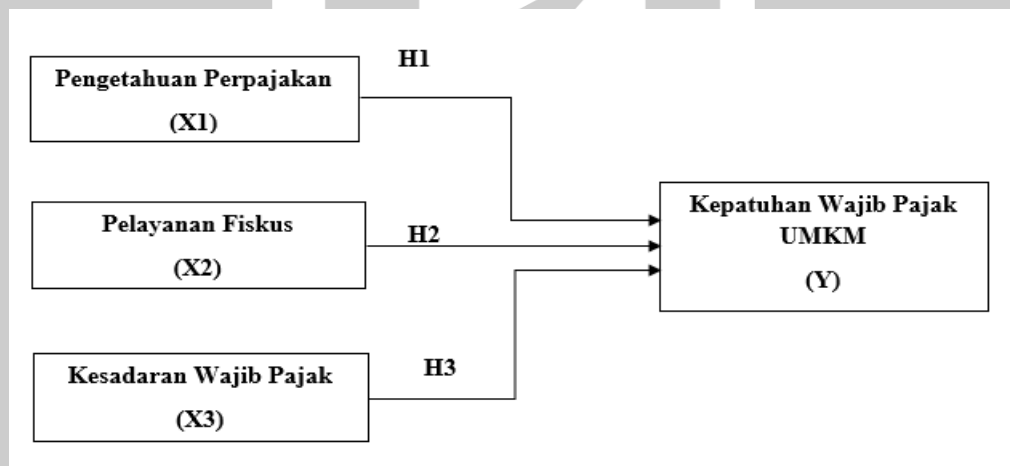 H1
Pengetahuan Perpajakan
(X1)
Kepatuhan Wajib Pajak
UMKM
(Y)
Pelayanan Fiskus
(X2)
H2
Kesadaran Wajib Pajak
(X3)
H3